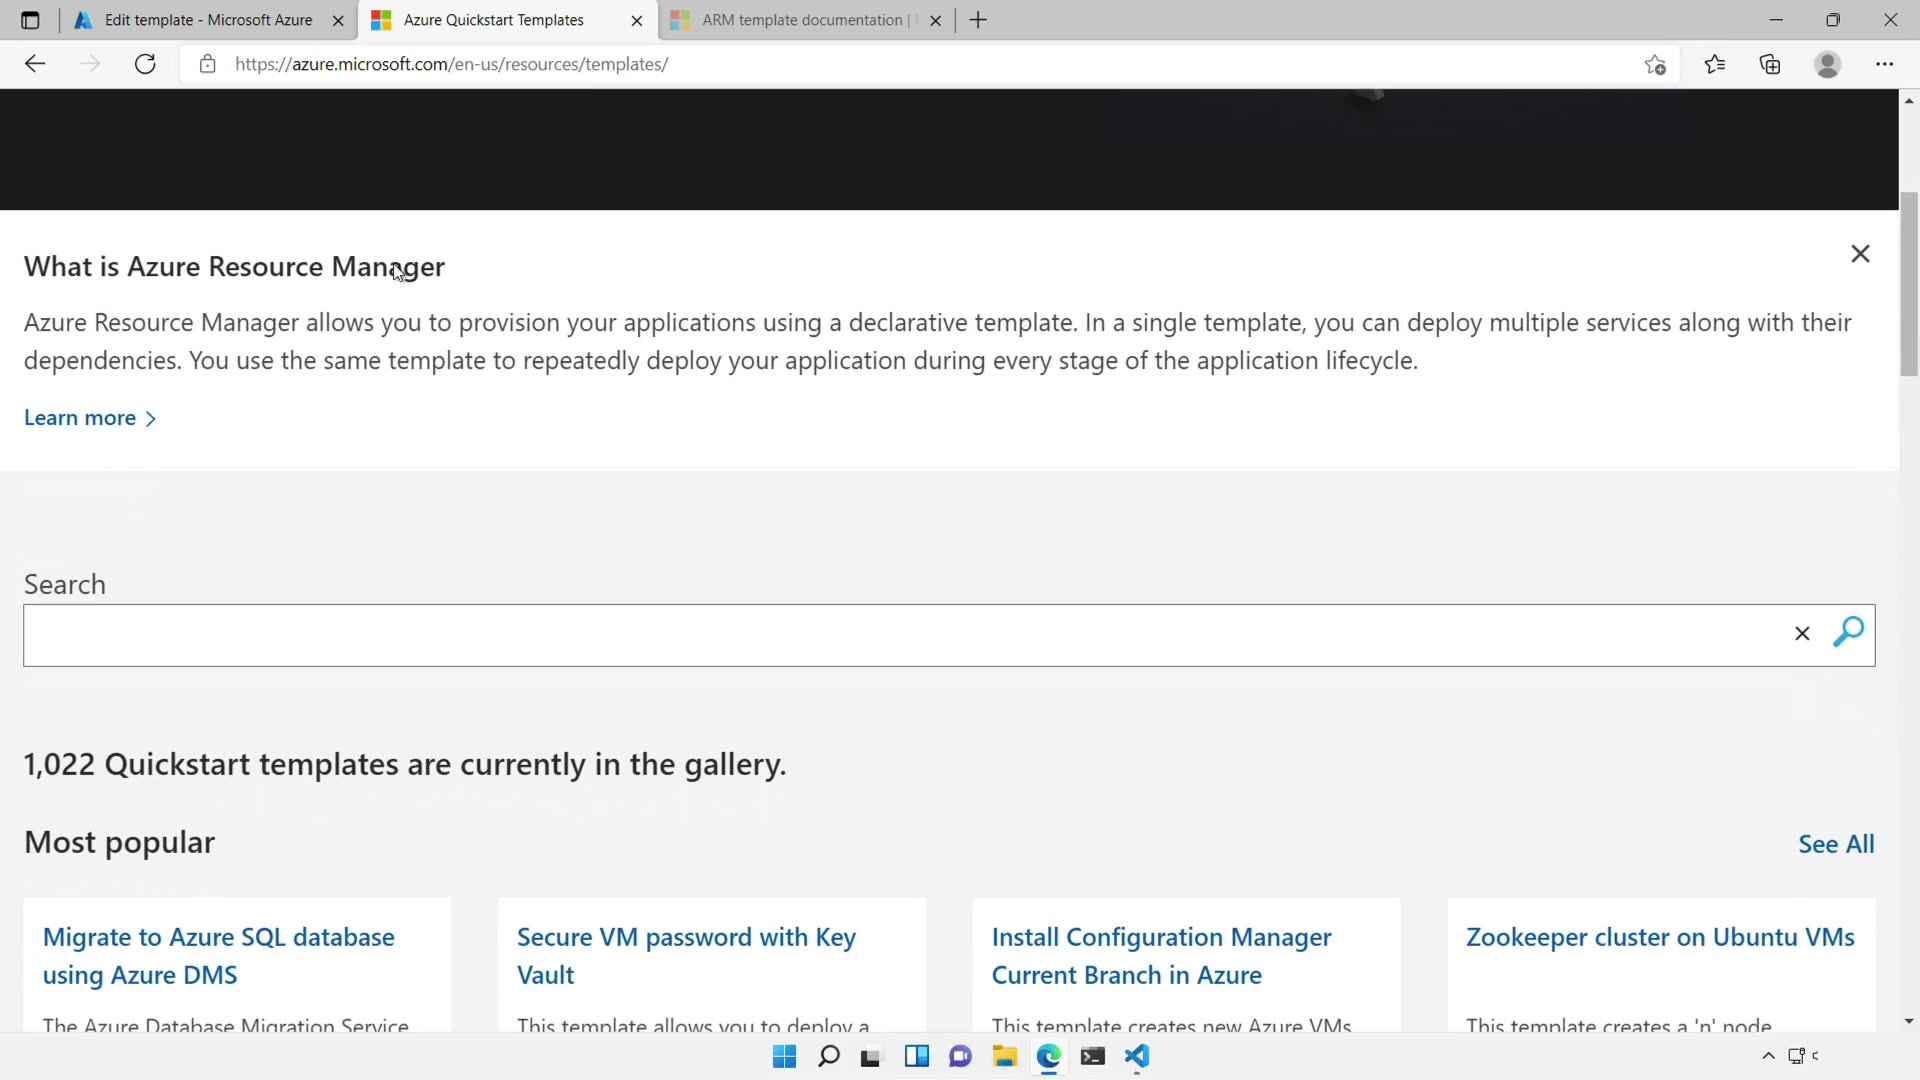 Edit template - Microsoft Azure
Azure Quickstart Templates
ARM template documentation |
https://azure.microsoft.com/en-us/resources/templates/
What is Azure Resource Manager
Azure Resource Manager allows you to provision your applications using a declarative template. In a single template, you can deploy multiple services along with their
dependencies. You use the same template to repeatedly deploy your application during every stage of the application lifecycle.
Learn more
Search
1,022 Quickstart templates are currently in the gallery.
Most popular
See All
Migrate to Azure SQL database
using Azure DMS
The Azure Database Migration Service
Secure VM password with Key
Vault
This template allows you to deploy a
Install Configuration Manager
Current Branch in Azure
This template creates new Azure VMs
Zookeeper cluster on Ubuntu VMs
This template creates a 'n' node